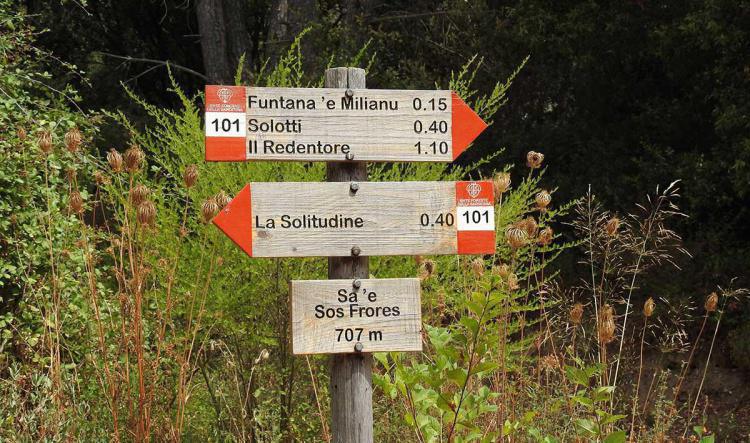 101
Funtana 'e Milianu 0.15
Solotti 0.40
Il Redentore 1.10
La Solitudine 0.40
101
Sa 'e
Sos Frores
707 m